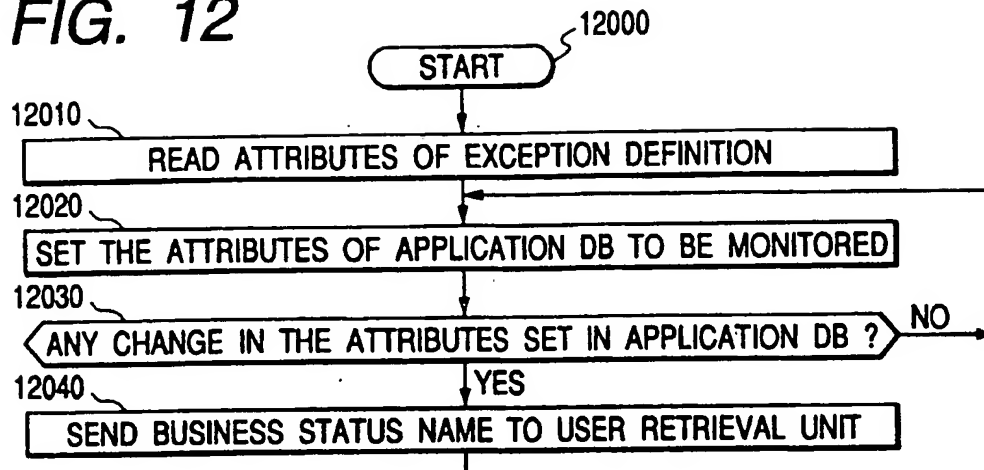 FIG. 12
12000
START
12010
READ ATTRIBUTES OF EXCEPTION DEFINITION
12020
SET THE ATTRIBUTES OF APPLICATION DB TO BE MONITORED
12030
ANY CHANGE IN THE ATTRIBUTES SET IN APPLICATION DB ?
NO
YES
12040
SEND BUSINESS STATUS NAME TO USER RETRIEVAL UNIT